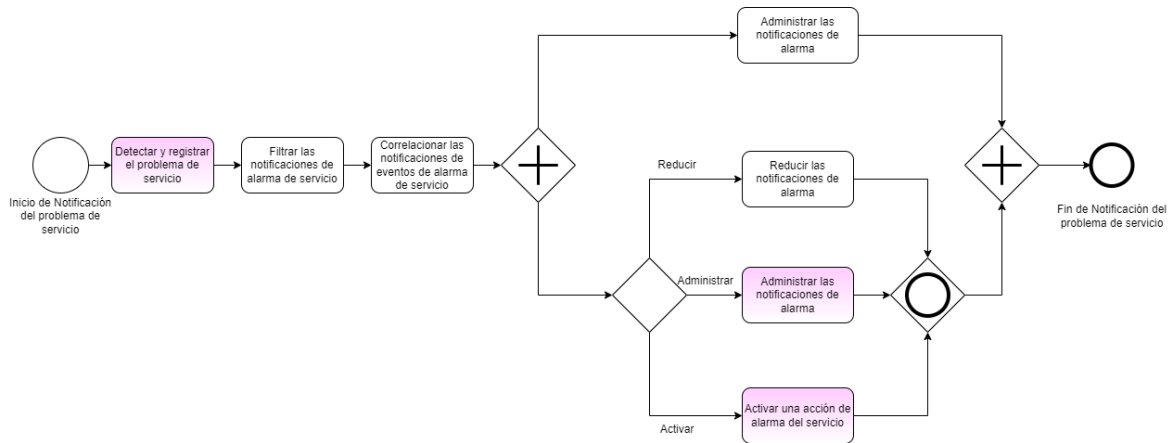 Inicio de Notificación
del problema de
servicio
Detectar y registrar
el problema de
servicio
Filtrar las
notificaciones de
alarma de servicio
Correlacionar las
notificaciones de
eventos de alarma
de servicio
Administrar las
notificaciones de
alarma
Reducir
Reducir las
notificaciones de
alarma
Administrar
Administrar las
notificaciones de
alarma
Activar
Activar una acción de
alarma del servicio
Fin de Notificación del
problema de servicio